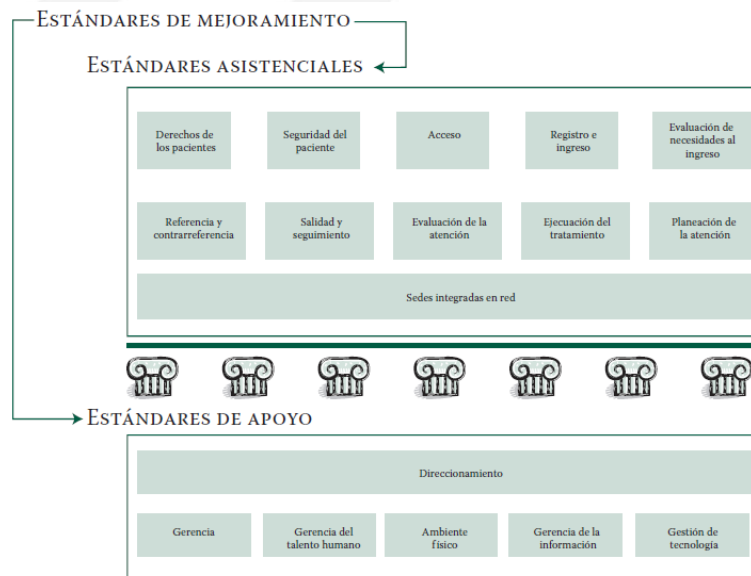 ESTÁNDARES DE MEJORAMIENTO
ESTÁNDARES ASISTENCIALES
Derechos de
los pacientes
Seguridad del
paciente
Acceso
Registro e
ingreso
Evaluación de
necesidades al
ingreso
Referencia y
contrarreferencia
Salidad y
seguimiento
Evaluación de la
atención
Ejecución del
tratamiento
Planeación de
la atención
Sedes integradas en red
ESTÁNDARES DE APOYO
Direccionamiento
Gerencia
Gerencia del
talento humano
Ambiente
físico
Gerencia de la
información
Gestión de
tecnología